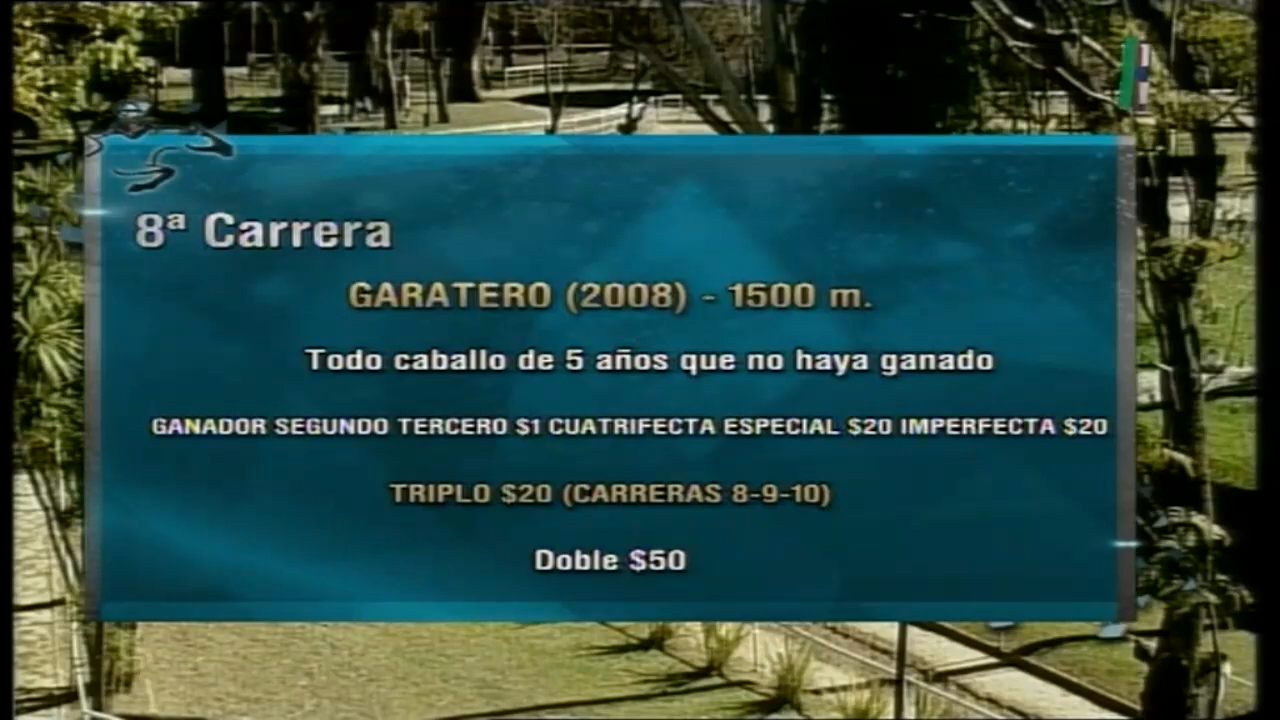 8ª Carrera
GARATERO (2008) - 1500 m.
Todo caballo de 5 años que no haya ganado
GANADOR SEGUNDO TERCERO $1 CUATRIFECTA ESPECIAL $20 IMPERFECTA $20
TRIPLO $20 (CARRERAS 8-9-10)
Doble $50